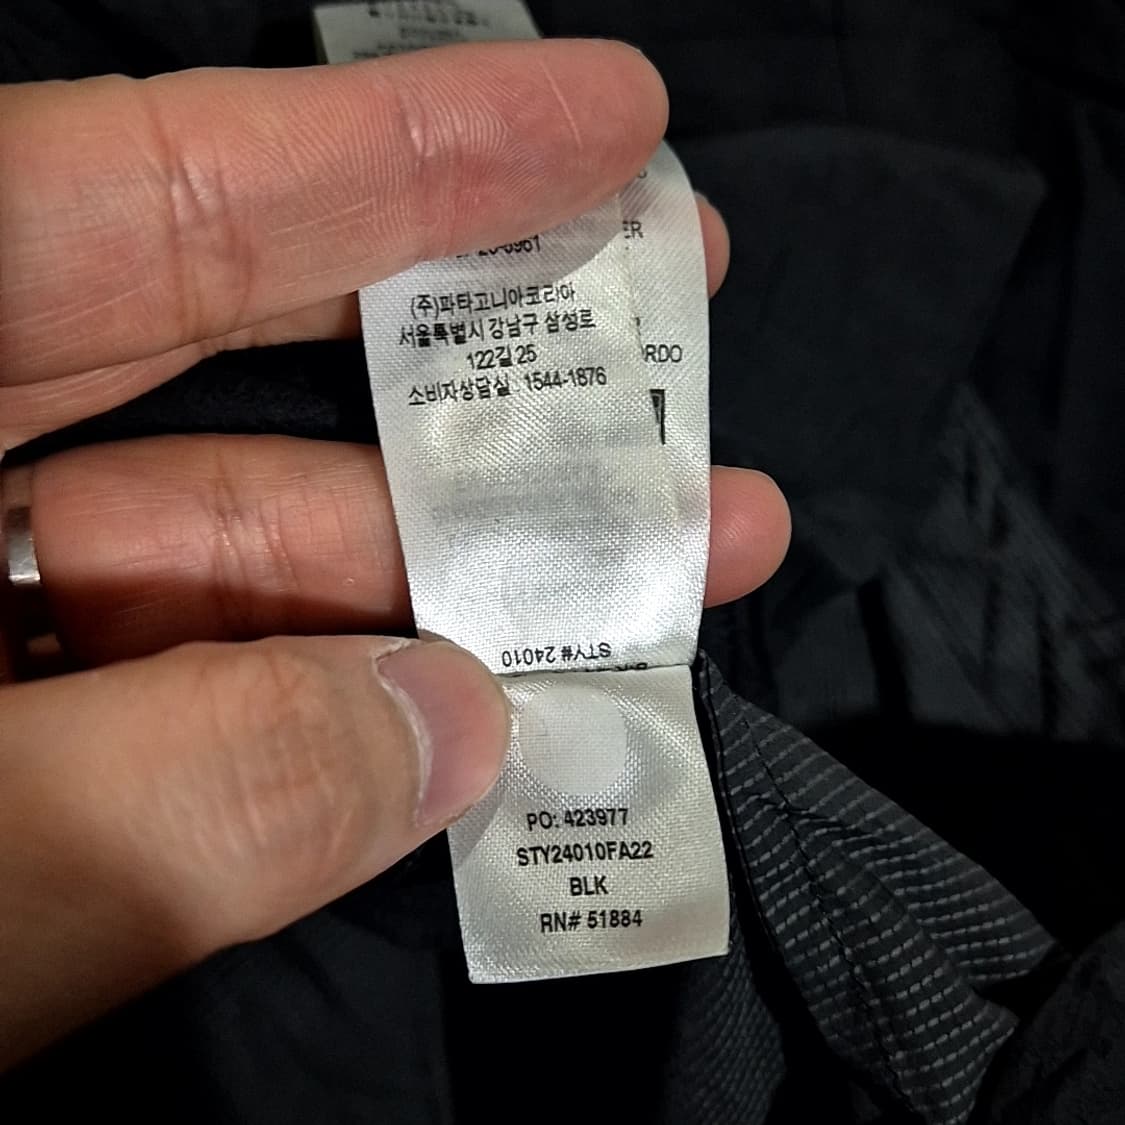 (주)파타고니아코리아
서울특별시 강남구 삼성로
122길 25
소비자상담실 1544-1876
RDO
STY# 24010
PO: 423977
STY24010FA22
BLK
RN# 51884